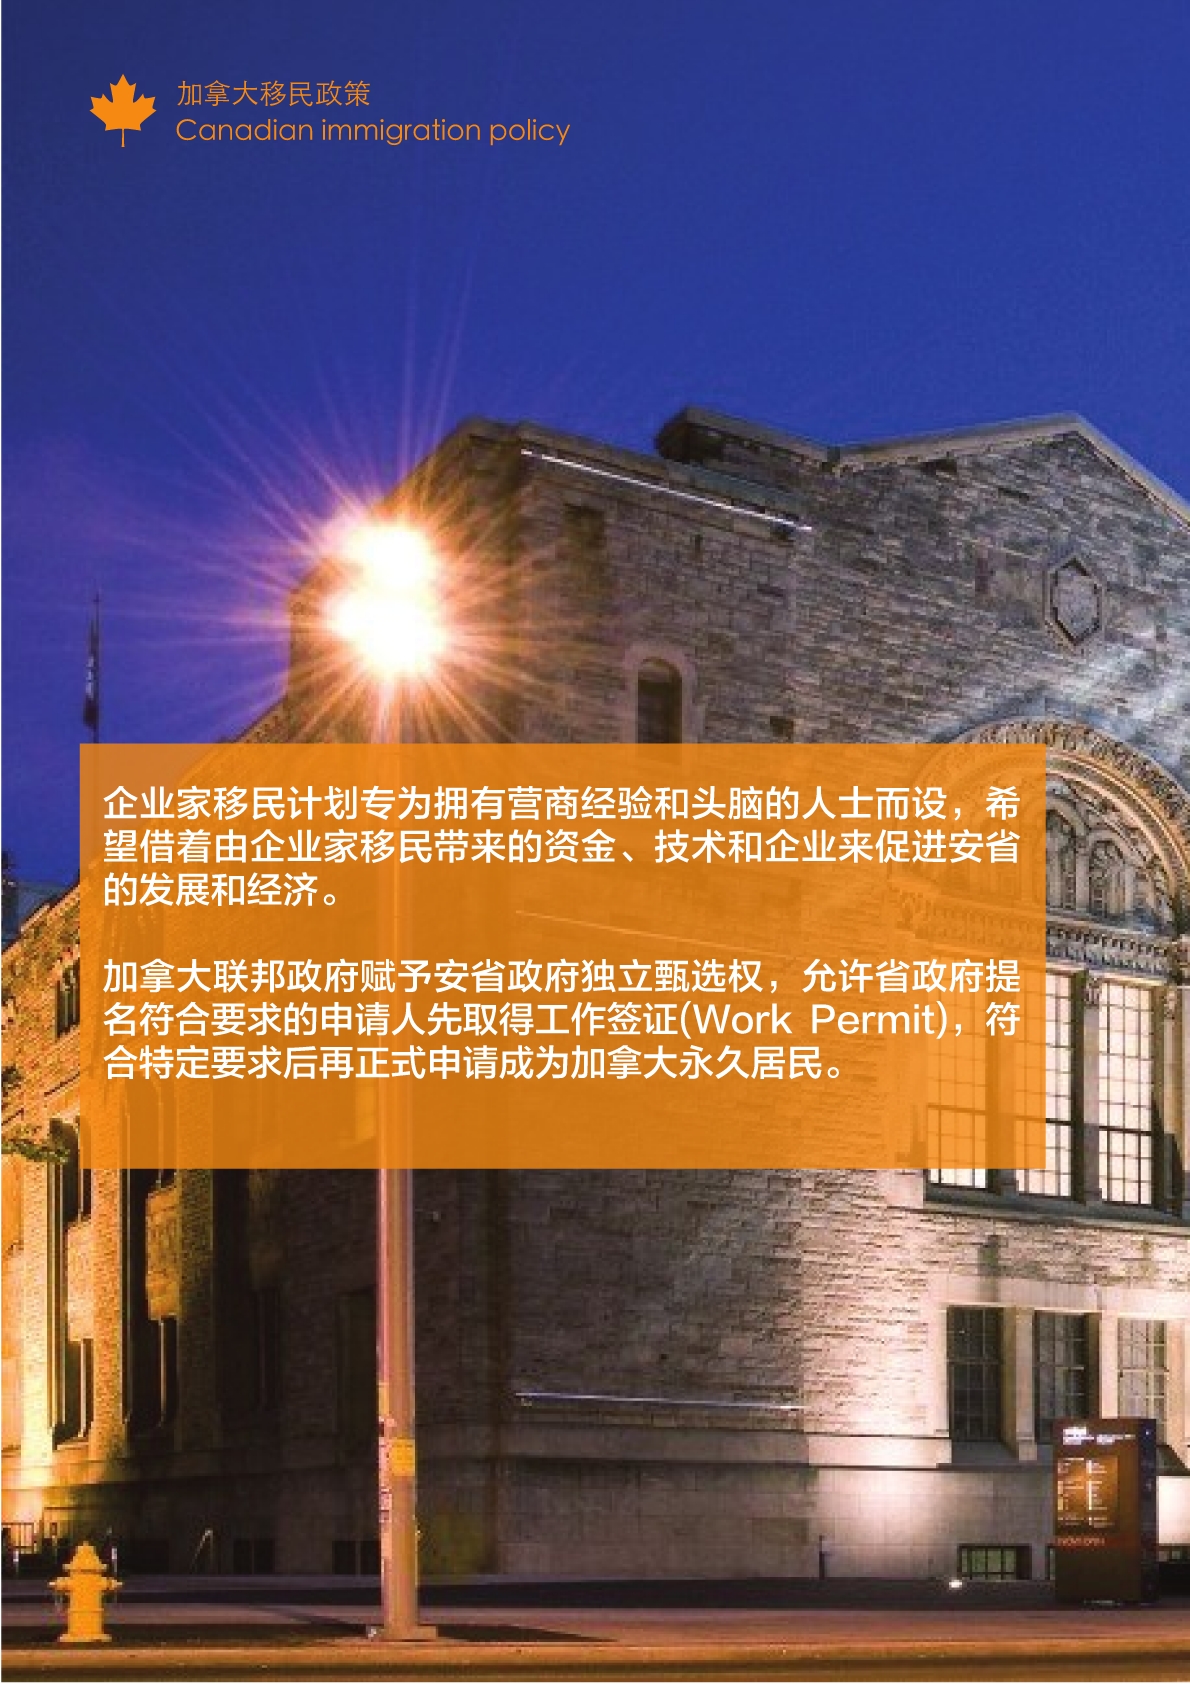 加拿大移民政策
Canadian immigration policy
企业家移民计划专为拥有营商经验和头脑的人士而设，希
望借着由企业家移民带来的资金、技术和企业来促进安省
的发展和经济。
加拿大联邦政府赋予安省政府独立甄选权，允许省政府提
名符合要求的申请人先取得工作签证(Work Permit)，符
合特定要求后再正式申请成为加拿大永久居民。